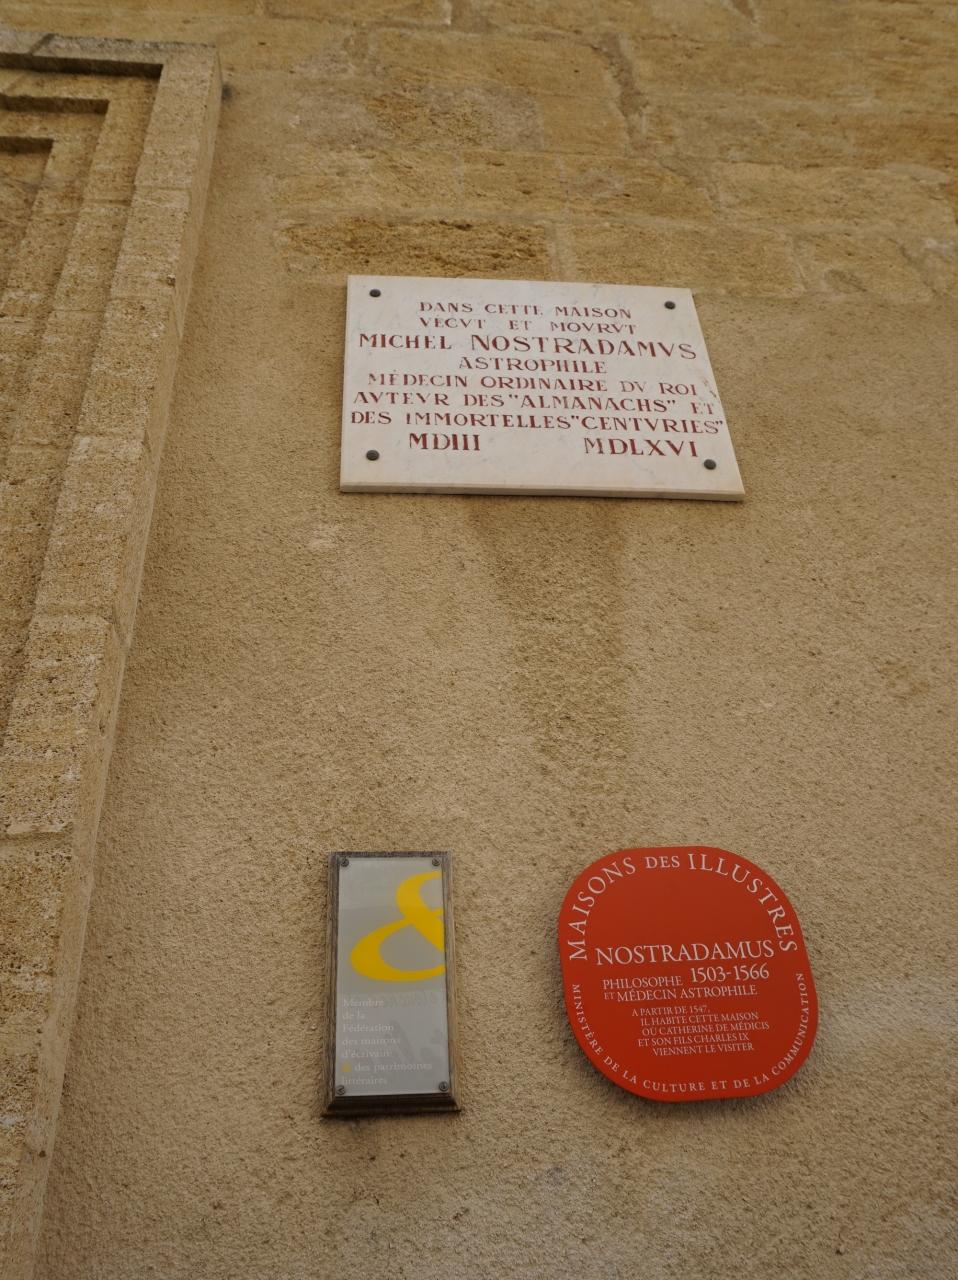 DANS CETTE MAISON
VÉCVT ET MOVRVT
MICHEL NOSTRADAMVS
ASTROPHILE
MÉDECIN ORDINAIRE DV ROI
AVTEVR DES "ALMANACHS" ET
DES IMMORTELLES "CENTVRIES"
MDIII MDLXVI
&
Membre
de la
Fédération
des maisons
d'écrivain
& des patrimoines
littéraires
MAISONS DES ILLUSTRES
NOSTRADAMUS
PHILOSOPHE 1503-1566
ET MÉDECIN ASTROPHILE
A PARTIR DE 1547,
IL HABITE CETTE MAISON
OÙ CATHERINE DE MÉDICIS
ET SON FILS CHARLES IX
VIENNENT LE VISITER
MINISTÈRE DE LA CULTURE ET DE LA COMMUNICATION